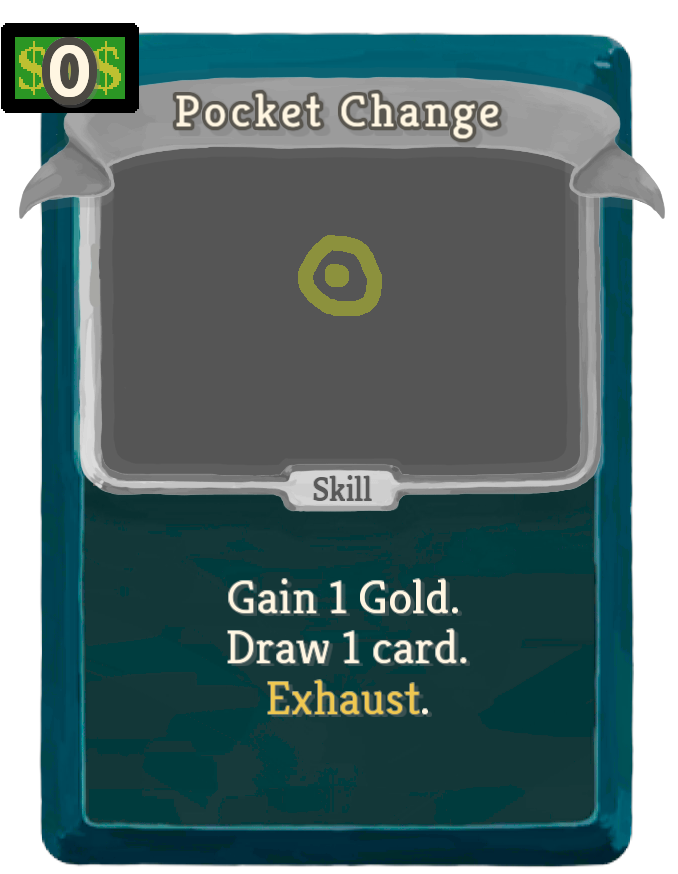 $0$
Pocket Change
Skill
Gain 1 Gold.
Draw 1 card.
Exhaust.